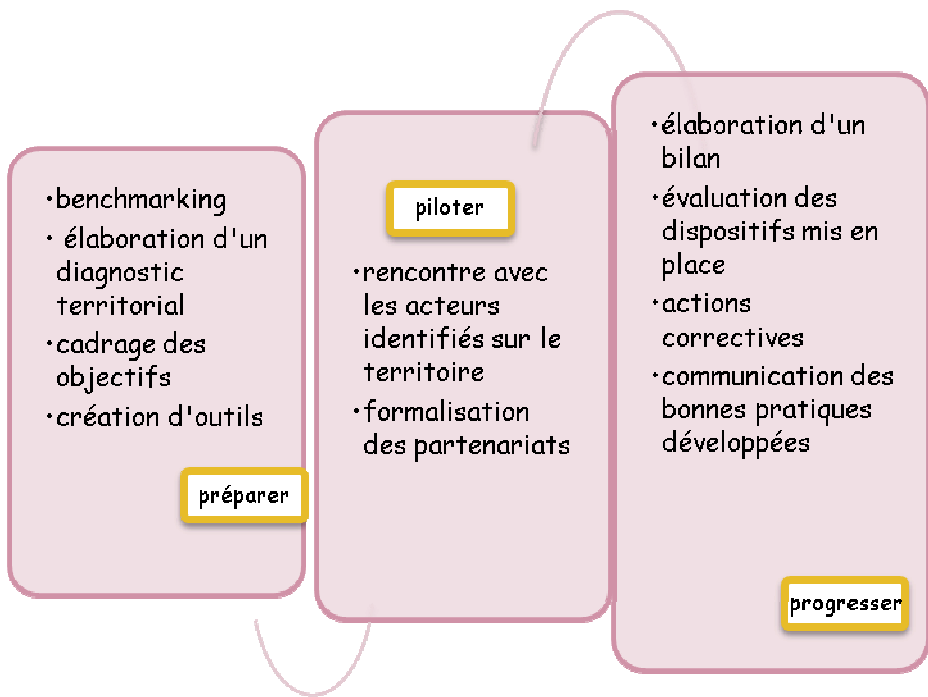 •benchmarking
• élaboration d'un
diagnostic
territorial
•cadrage des
objectifs
•création d'outils
préparer
piloter
•rencontre avec
les acteurs
identifiés sur le
territoire
•formalisation
des partenariats
•élaboration d'un
bilan
•évaluation des
dispositifs mis en
place
•actions
correctives
•communication des
bonnes pratiques
développées
progresser